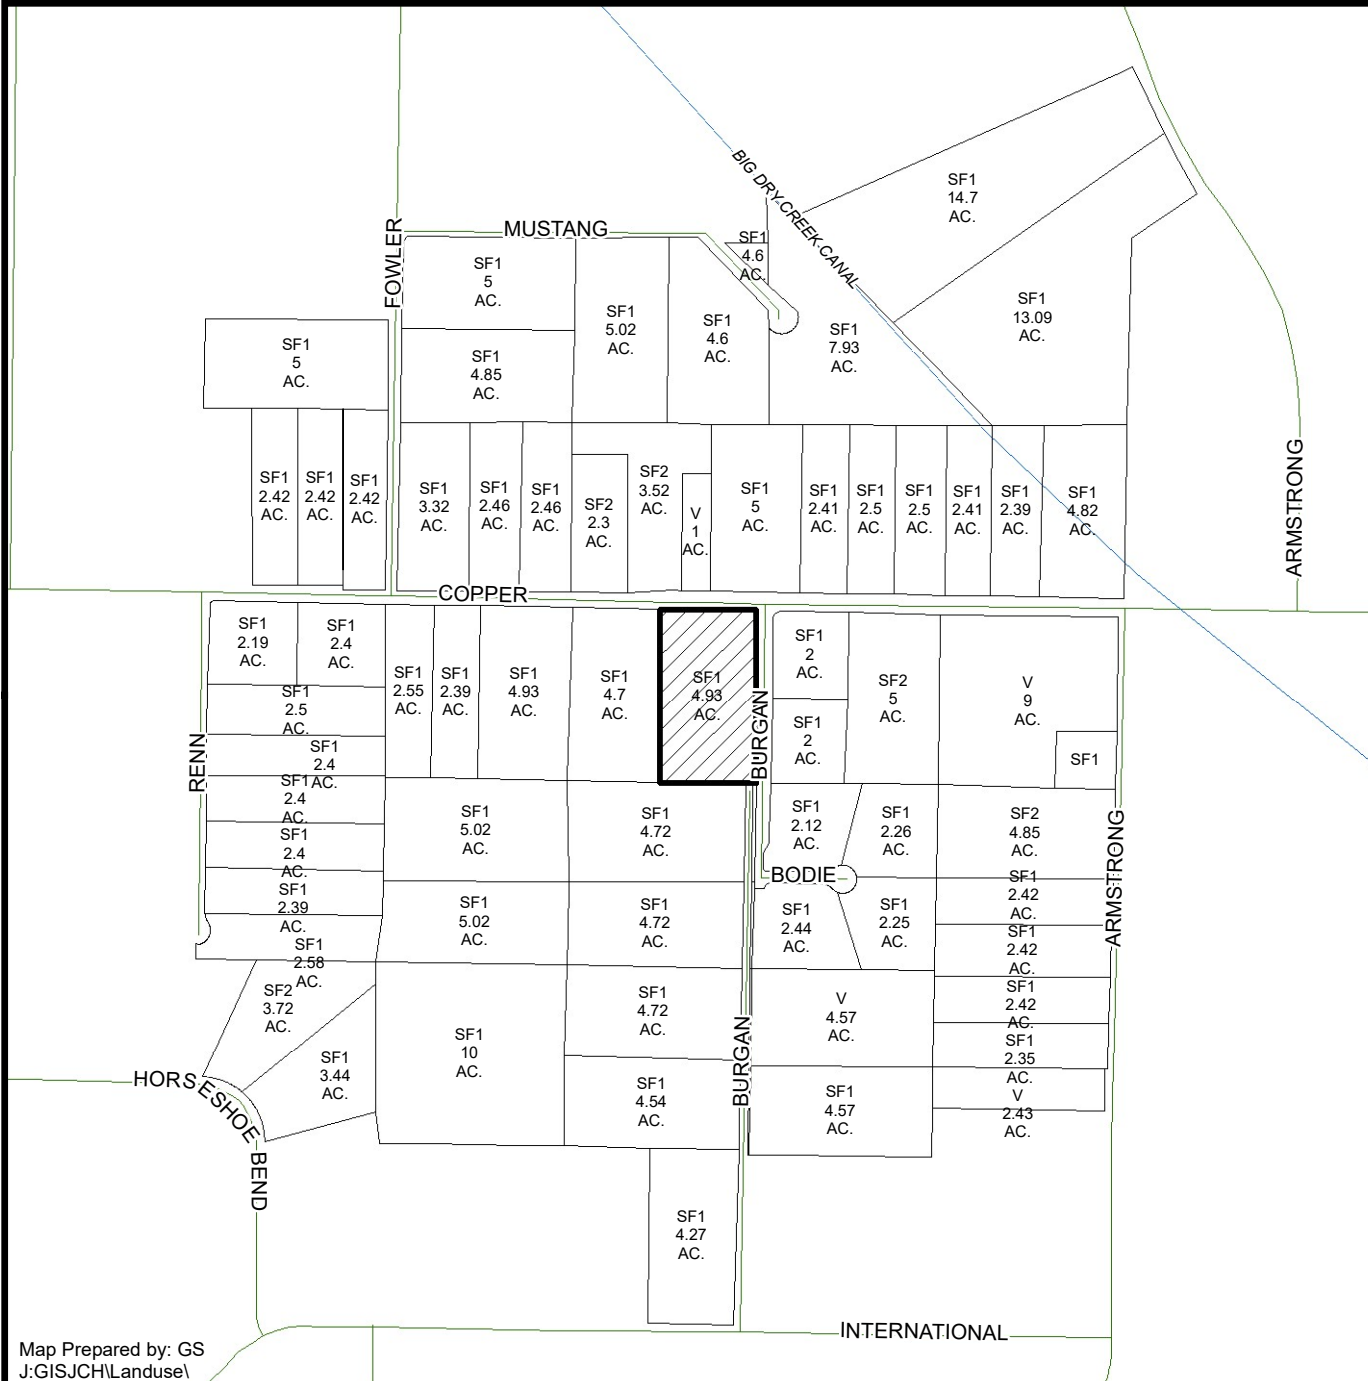 BIG DRY CREEK CANAL
SF1
14.7
AC.
MUSTANG
FOWLER
SF1
4.6
AC.
SF1
5
AC.
SF1
5.02
AC.
SF1
4.6
AC.
SF1
7.93
AC.
SF1
13.09
AC.
SF1
5
AC.
SF1
4.85
AC.
ARMSTRONG
SF1
2.42
AC.
SF1
2.42
AC.
SF1
2.42
AC.
SF1
3.32
AC.
SF1
2.46
AC.
SF1
2.46
AC.
SF2
2.3
AC.
SF2
3.52
AC.
V
1
AC.
SF1
5
AC.
SF1
2.41
AC.
SF1
2.5
AC.
SF1
2.5
AC.
SF1
2.41
AC.
SF1
2.39
AC.
SF1
4.82
AC.
COPPER
SF1
2.19
AC.
SF1
2.4
AC.
SF1
2.55
AC.
SF1
2.39
AC.
SF1
4.93
AC.
SF1
4.7
AC.
SF1
4.93
AC.
BURGAN
SF1
2
AC.
SF1
2
AC.
SF2
5
AC.
V
9
AC.
SF1
RENN
SF1
2.5
AC.
SF1
2.4
AC.
SF1
2.4
AC.
SF1
2.4
AC.
SF1
2.39
AC.
SF1
2.58
AC.
SF1
5.02
AC.
SF1
4.72
AC.
SF1
2.12
AC.
SF1
2.26
AC.
SF2
4.85
AC.
ARMSTRONG
BODIE
SF1
5.02
AC.
SF1
4.72
AC.
SF1
2.44
AC.
SF1
2.25
AC.
SF1
2.42
AC.
SF1
2.42
AC.
SF1
2.42
AC.
SF1
2.35
AC.
V
2.43
AC.
SF2
3.72
AC.
SF1
3.44
AC.
SF1
10
AC.
SF1
4.72
AC.
SF1
4.54
AC.
BURGAN
V
4.57
AC.
SF1
4.57
AC.
HORSESHOE BEND
SF1
4.27
AC.
INTERNATIONAL
Map Prepared by: GS
J:GISJCH\Landuse\